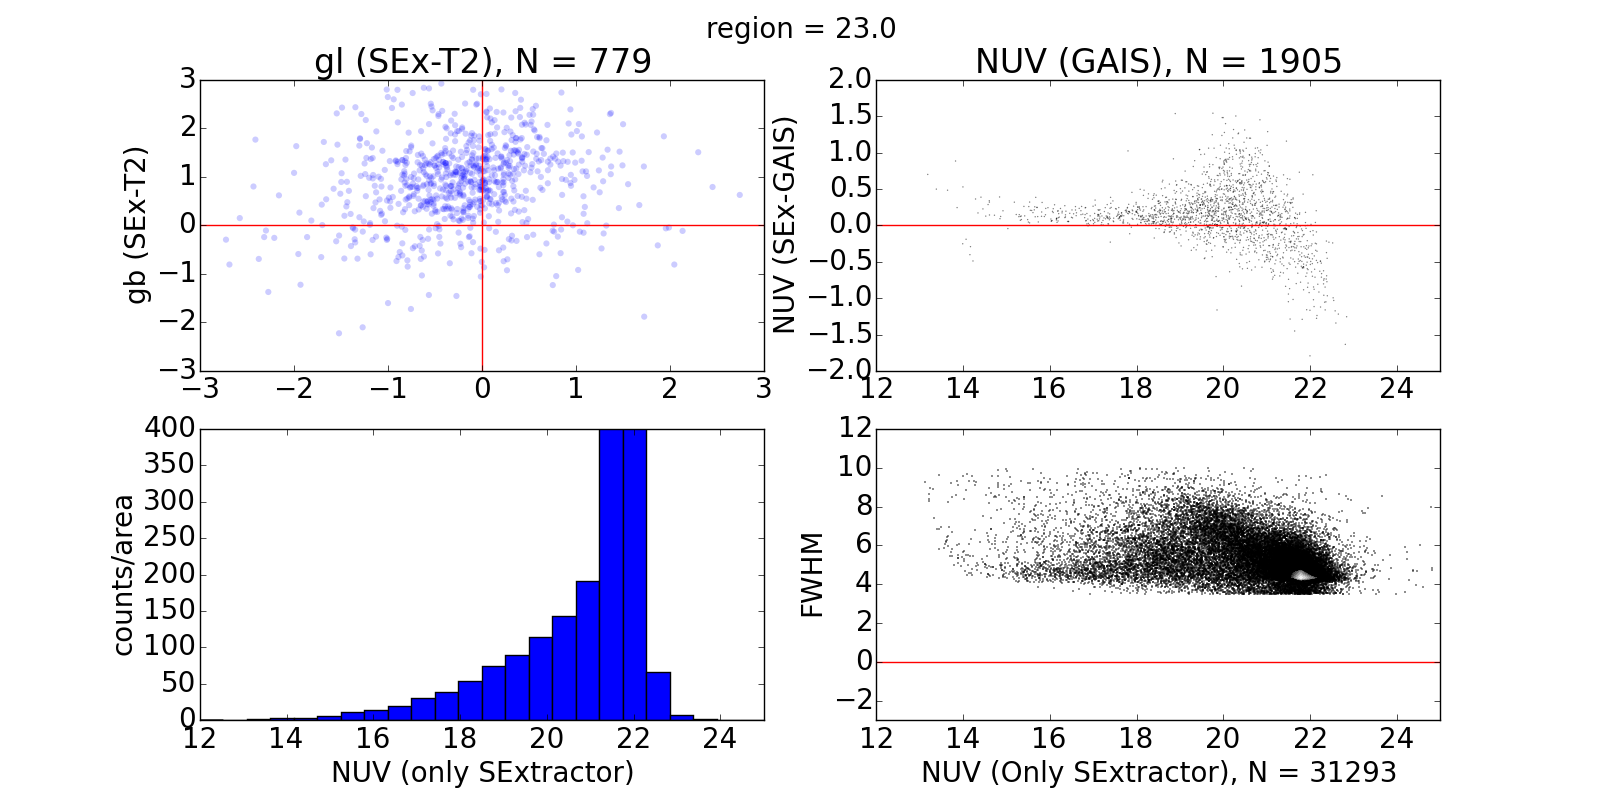 region = 23.0
gl (SEx-T2), N = 779
NUV (GAIS), N = 1905
3
2
1
0
−1
−2
−3
gb (SEx-T2)
−3 −2 −1 0 1 2 3
2.0
1.5
1.0
0.5
0.0
−0.5
−1.0
−1.5
−2.0
NUV (SEx-GAIS)
12 14 16 18 20 22 24
400
350
300
250
200
150
100
50
0
counts/area
12 14 16 18 20 22 24
NUV (only SExtractor)
12
10
8
6
4
2
0
−2
FWHM
12 14 16 18 20 22 24
NUV (Only SExtractor), N = 31293